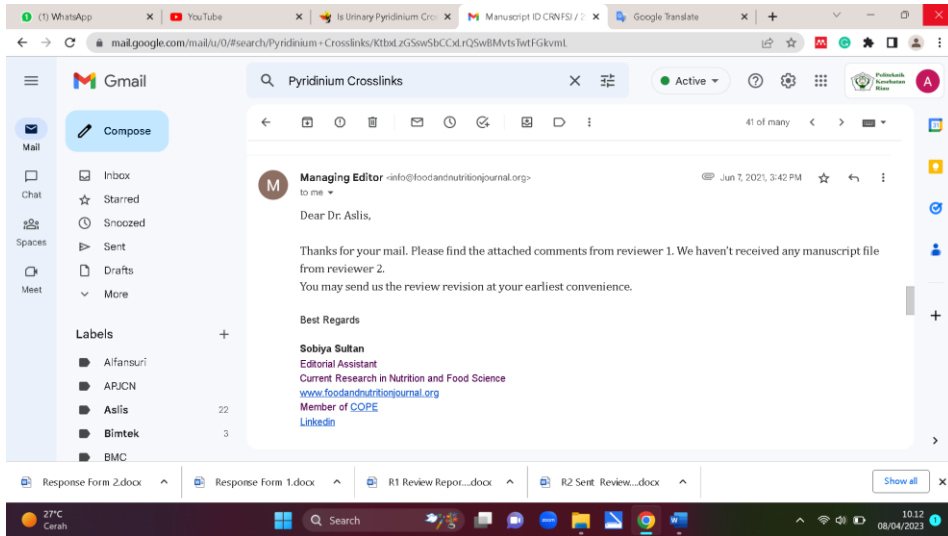 (1) WhatsApp
YouTube
Is Urinary Pyridinium Cro
Manuscript ID CRNFSJ / 2
Google Translate
mail.google.com/mail/u/0/#search/Pyridinium+Crosslinks/KtbxLzGSswSbCCxLrQSwBMvtsTwtFGkvmL
Gmail
Pyridinium Crosslinks
Active
Politeknik
Kesehatan
Riau
A
Mail
Chat
Spaces
Meet
Compose
Inbox
Starred
Snoozed
Sent
Drafts
More
Labels
Alfansuri
APJCN
Aslis 22
Bimtek 3
BMC
41 of many
31
M
Managing Editor <info@foodandnutritionjournal.org>
Jun 7, 2021, 3:42 PM
to me
Dear Dr. Aslis,
Thanks for your mail. Please find the attached comments from reviewer 1. We haven't received any manuscript file
from reviewer 2.
You may send us the review revision at your earliest convenience.
Best Regards
Sobiya Sultan
Editorial Assistant
Current Research in Nutrition and Food Science
www.foodandnutritionjournal.org
Member of COPE
Linkedin
Response Form 2.docx
Response Form 1.docx
R1 Review Repor....docx
R2 Sent Review....docx
Show all
27°C
Cerah
Search
10.12
08/04/2023
1